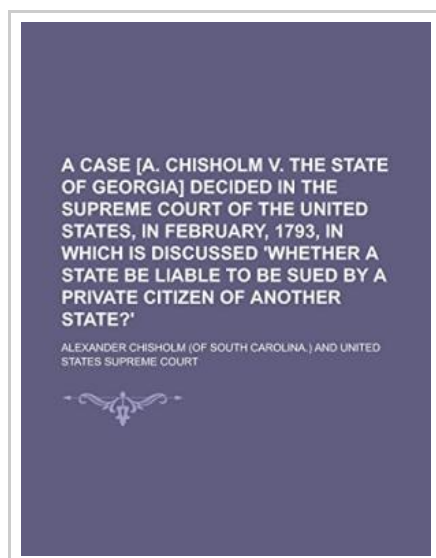 A CASE [A. CHISHOLM V. THE STATE
OF GEORGIA] DECIDED IN THE
SUPREME COURT OF THE UNITED
STATES, IN FEBRUARY, 1793, IN
WHICH IS DISCUSSED 'WHETHER A
STATE BE LIABLE TO BE SUED BY A
PRIVATE CITIZEN OF ANOTHER
STATE?'
ALEXANDER CHISHOLM (OF SOUTH CAROLINA.) AND UNITED
STATES SUPREME COURT